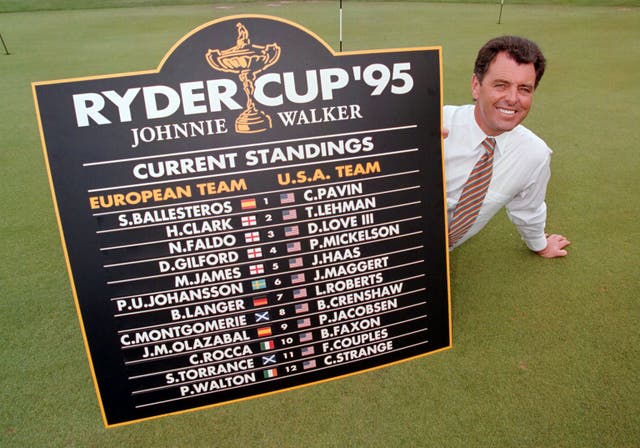 RYDER CUP '95
JOHNNIE WALKER
CURRENT STANDINGS
EUROPEAN TEAM U.S.A. TEAM
S.BALLESTEROS 1 C.PAVIN
H.CLARK 2 T.LEHMAN
N.FALDO 3 D.LOVE III
D.GILFORD 4 P.MICKELSON
M.JAMES 5 J.HAAS
P.U.JOHANSSON 6 J.MAGGERT
B.LANGER 7 L.ROBERTS
C.MONTGOMERIE 8 B.CRENSHAW
J.M.OLAZABAL 9 P.JACOBSEN
C.ROCCA 10 B.FAXON
S.TORRANCE 11 F.COUPLES
P.WALTON 12 C.STRANGE